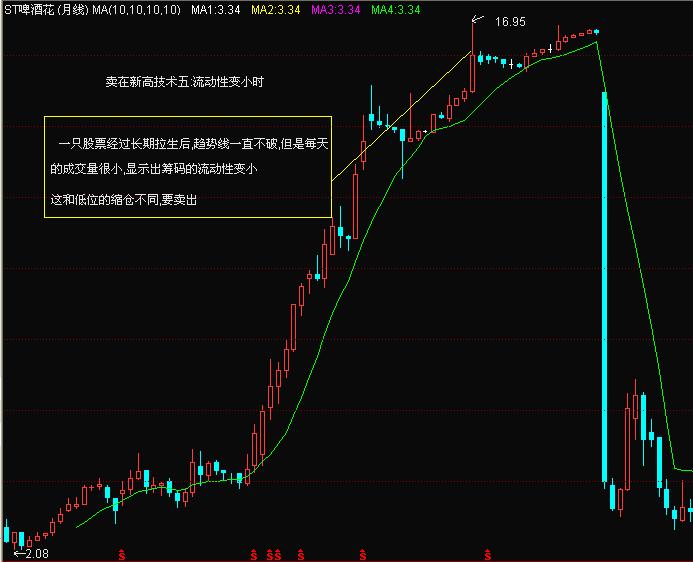 ST啤酒花 (月线) MA(10,10,10,10) MA1:3.34 MA2:3.34 MA3:3.34 MA4:3.34
16.95
卖在新高技术五:流动性变小时
一只股票经过长期拉生后,趋势线一直不破,但是每天
的成交量很小,显示出筹码的流动性变小
这和低位的缩仓不同,要卖出
2.08
S S S S S S S